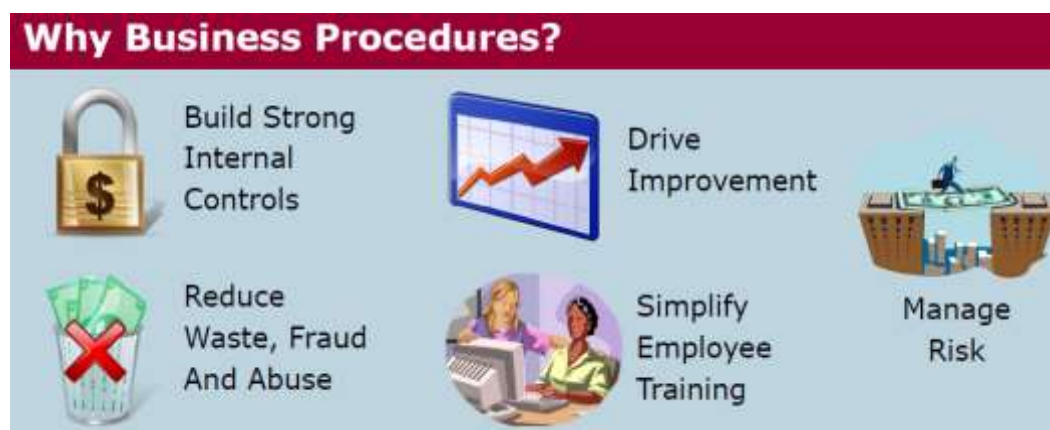 Why Business Procedures?
Build Strong
Internal
Controls
$
Drive
Improvement
Reduce
Waste, Fraud
And Abuse
Simplify
Employee
Training
Manage
Risk